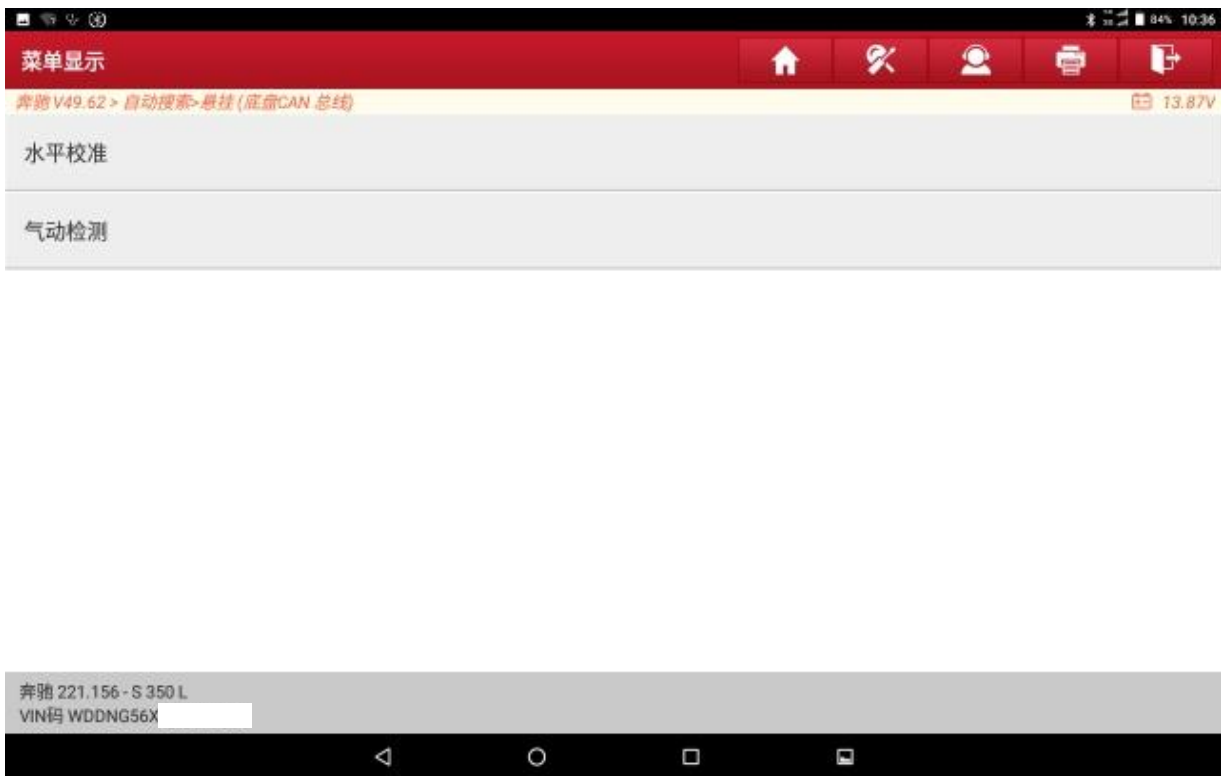 84% 10:36
菜单显示
奔驰 V49.62 > 自动搜索>悬挂 (底盘CAN 总线)
13.87V
水平校准
气动检测
奔驰 221.156 - S 350 L
VIN码 WDDNG56X